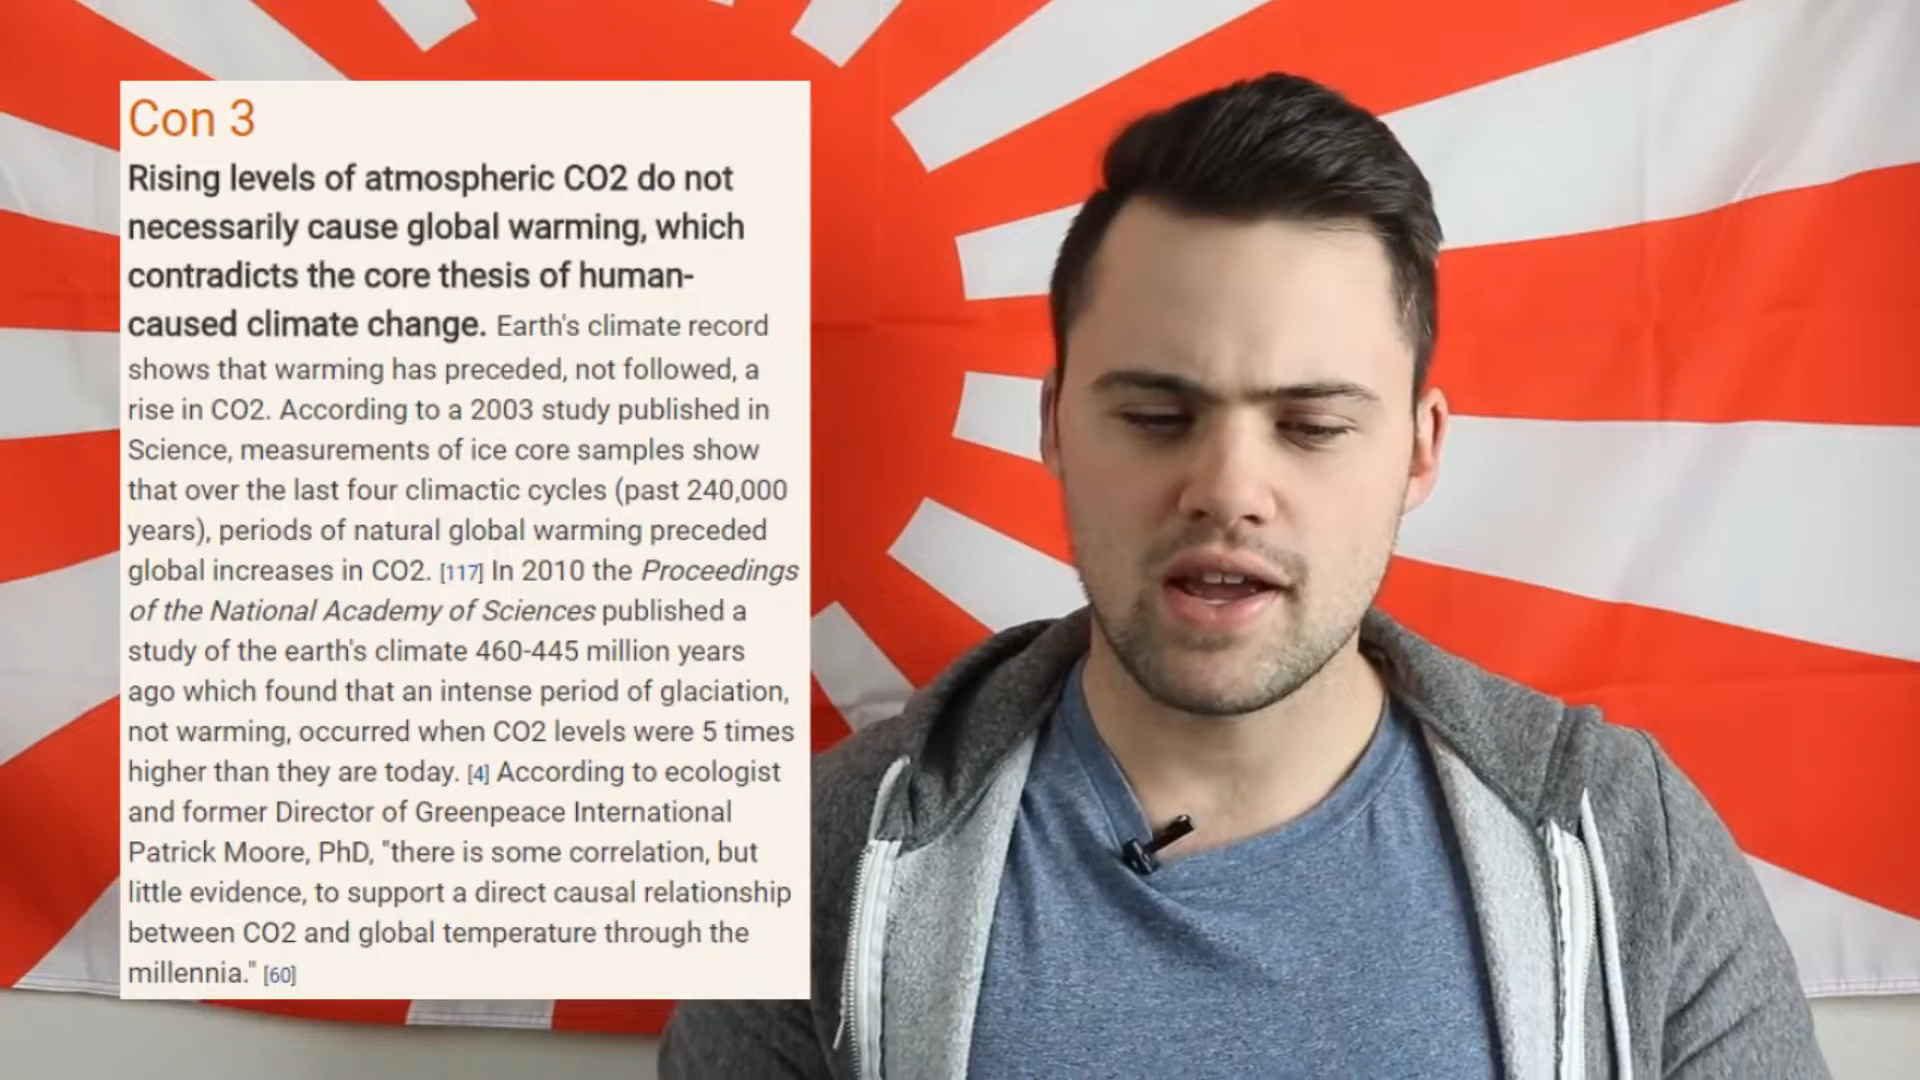 Con 3
Rising levels of atmospheric CO2 do not
necessarily cause global warming, which
contradicts the core thesis of human-
caused climate change. Earth's climate record
shows that warming has preceded, not followed, a
rise in CO2. According to a 2003 study published in
Science, measurements of ice core samples show
that over the last four climactic cycles (past 240,000
years), periods of natural global warming preceded
global increases in CO2. [117] In 2010 the Proceedings
of the National Academy of Sciences published a
study of the earth's climate 460-445 million years
ago which found that an intense period of glaciation,
not warming, occurred when CO2 levels were 5 times
higher than they are today. [4] According to ecologist
and former Director of Greenpeace International
Patrick Moore, PhD, "there is some correlation, but
little evidence, to support a direct causal relationship
between CO2 and global temperature through the
millennia." [60]